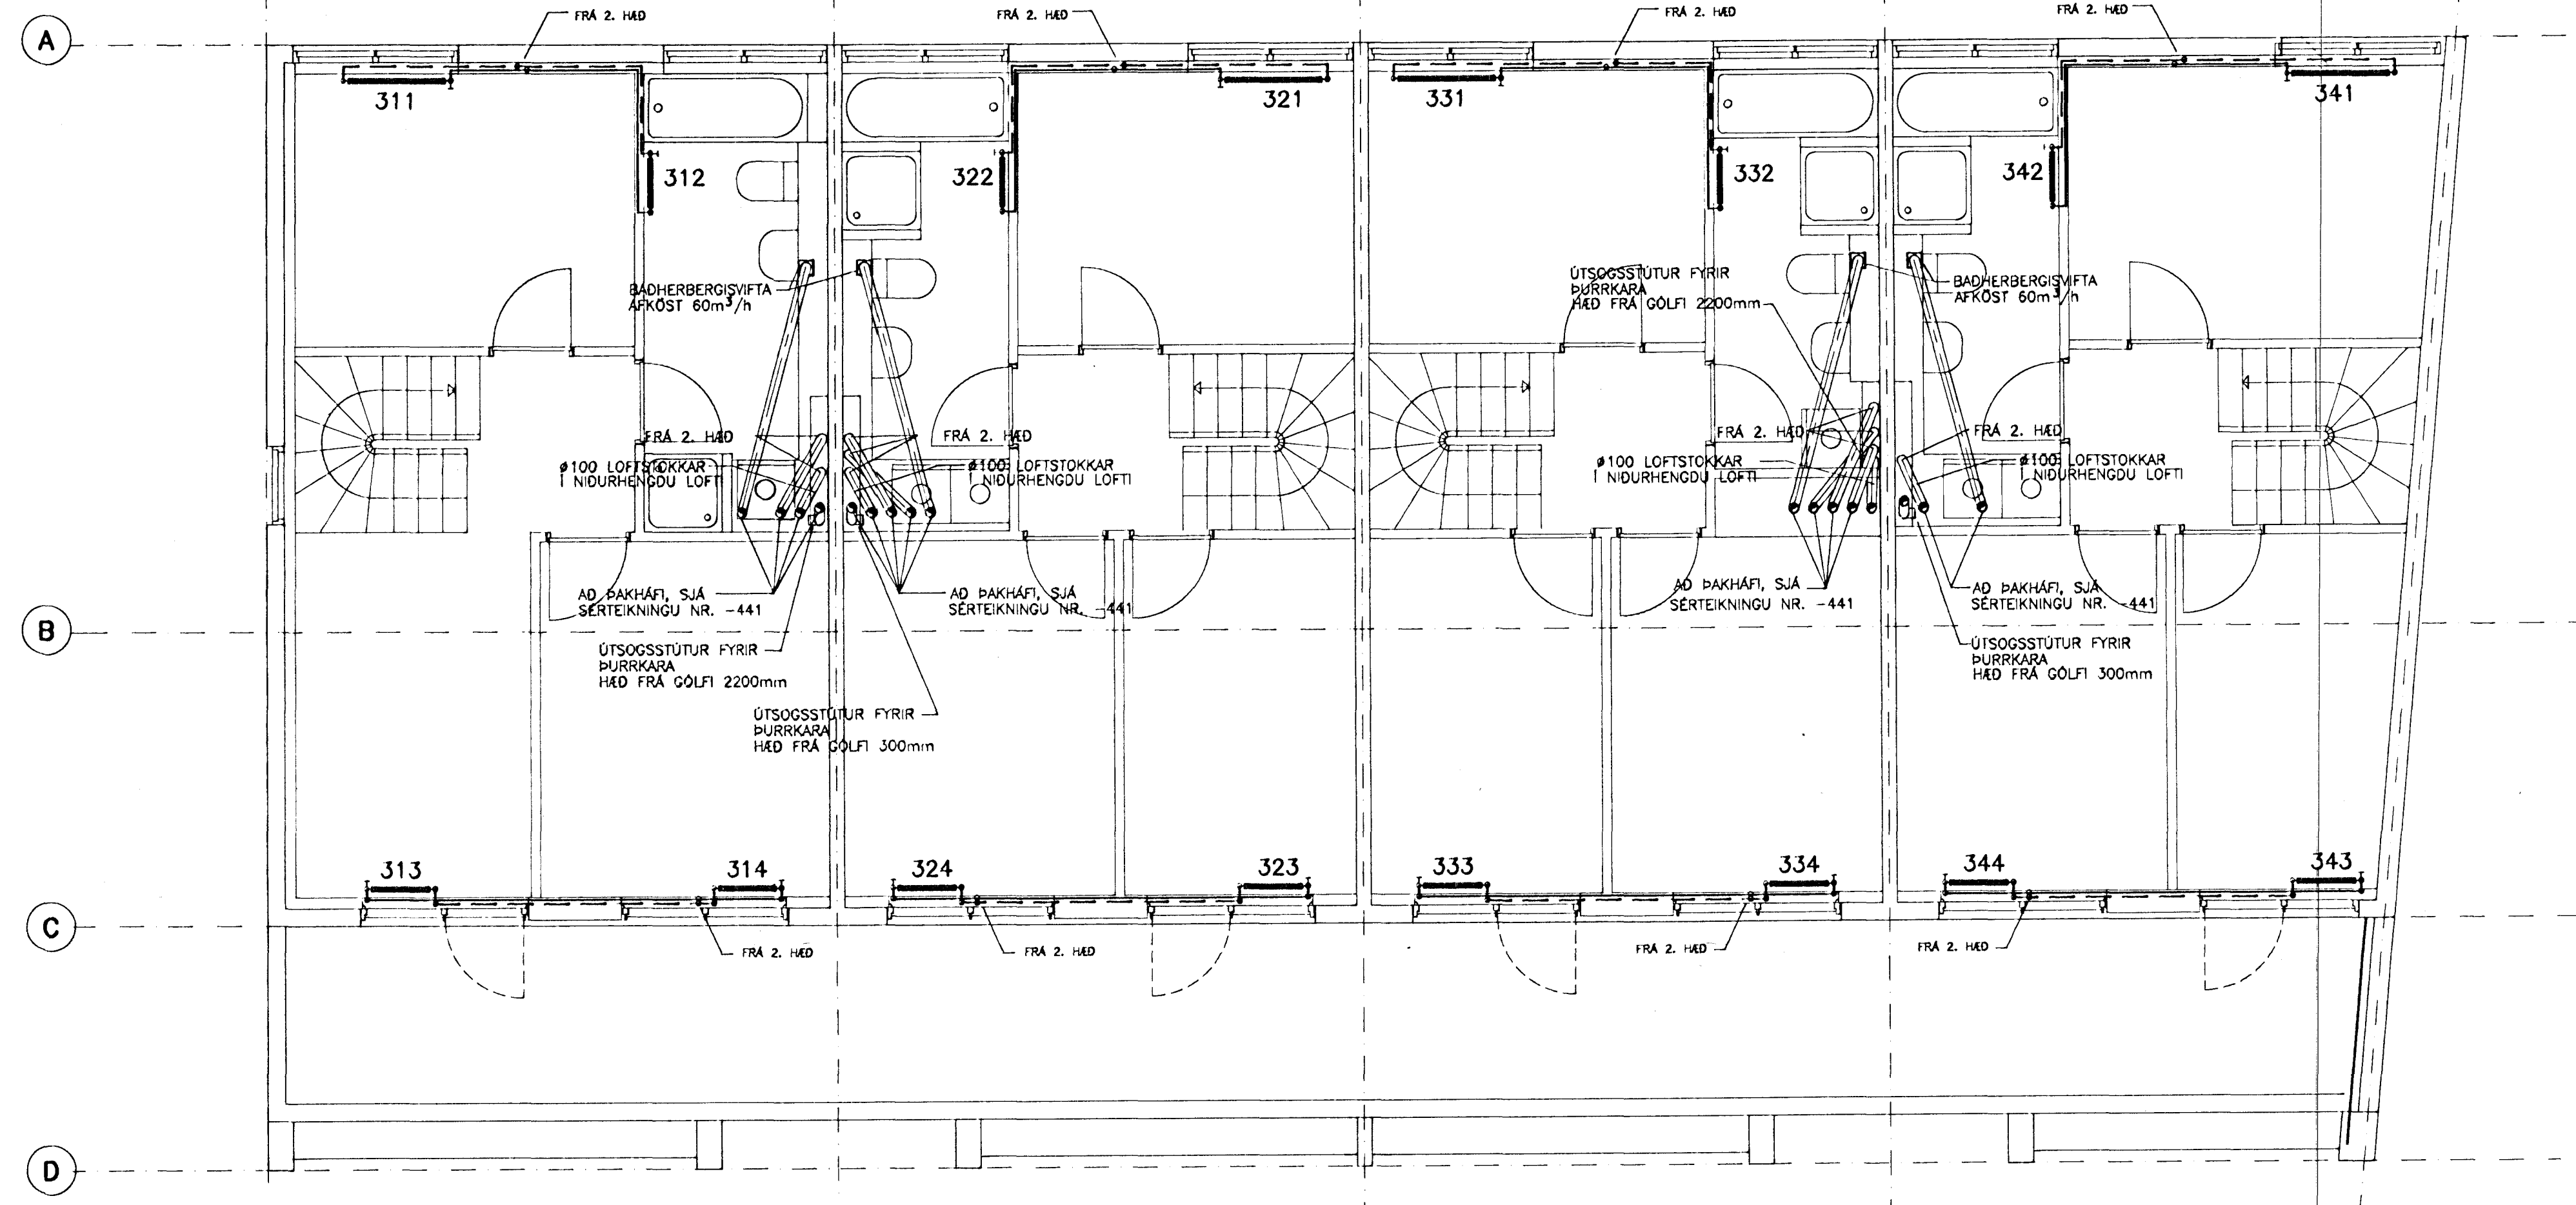 FRÁ 2. HÆÐ
FRÁ 2. HÆÐ
FRÁ 2. HÆÐ
FRÁ 2. HÆÐ
A
311
321
331
341
312
322
332
342
BAÐHERBERGISVIFTA
AFKÖST 60m³/h
ÚTSOGSSTÚTUR FYRIR
ÞURRKARA
HÆÐ FRÁ GÓLFI 2200mm
BAÐHERBERGISVIFTA
AFKÖST 60m³/h
FRÁ 2. HÆÐ
ø100 LOFTSTOKKAR
Í NIÐURHENGDU LOFTI
FRÁ 2. HÆÐ
ø100 LOFTSTOKKAR
Í NIÐURHENGDU LOFTI
FRÁ 2. HÆÐ
ø100 LOFTSTOKKAR
Í NIÐURHENGDU LOFTI
FRÁ 2. HÆÐ
ø100 LOFTSTOKKAR
Í NIÐURHENGDU LOFTI
AÐ ÞAKHÁFI, SJÁ
SÉRTEIKNINGU NR. -441
AÐ ÞAKHÁFI, SJÁ
SÉRTEIKNINGU NR. -441
AÐ ÞAKHÁFI, SJÁ
SÉRTEIKNINGU NR. -441
AÐ ÞAKHÁFI, SJÁ
SÉRTEIKNINGU NR. -441
B
ÚTSOGSSTÚTUR FYRIR
ÞURRKARA
HÆÐ FRÁ GÓLFI 2200mm
ÚTSOGSSTÚTUR FYRIR
ÞURRKARA
HÆÐ FRÁ GÓLFI 300mm
ÚTSOGSSTÚTUR FYRIR
ÞURRKARA
HÆÐ FRÁ GÓLFI 300mm
313
314
324
323
333
334
344
343
C
FRÁ 2. HÆÐ
FRÁ 2. HÆÐ
FRÁ 2. HÆÐ
FRÁ 2. HÆÐ
D